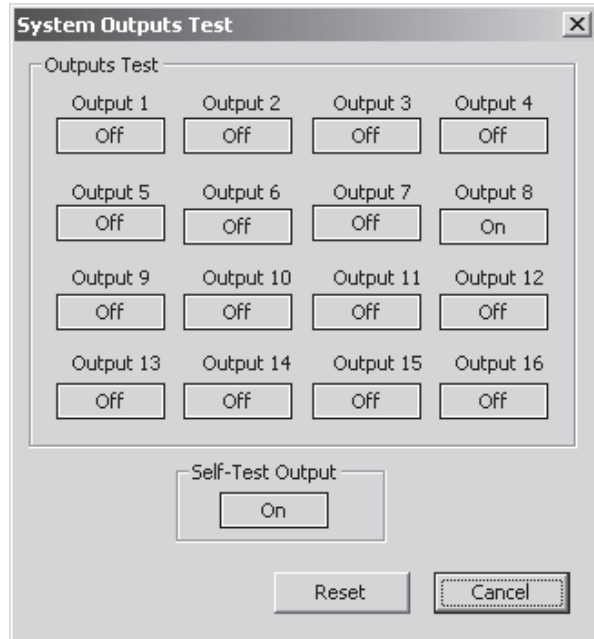 System Outputs Test
Outputs Test
Output 1 Output 2 Output 3 Output 4
Off Off Off Off
Output 5 Output 6 Output 7 Output 8
Off Off Off On
Output 9 Output 10 Output 11 Output 12
Off Off Off Off
Output 13 Output 14 Output 15 Output 16
Off Off Off Off
Self-Test Output
On
Reset Cancel